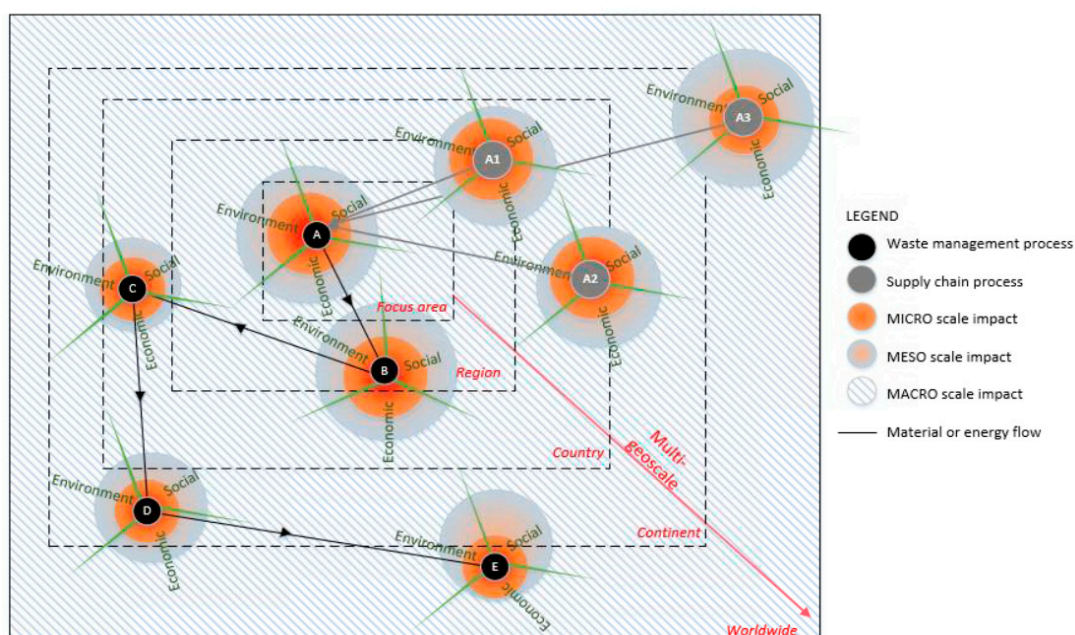 Environment
Social
Economic
A3
Environment
Social
Economic
A1
Environment
Social
Economic
A
Environment
Social
Economic
A2
Environment
Social
Economic
C
Focus area
Environment
Social
Economic
B
Region
Country
Multi-
geoscale
Continent
Worldwide
Environment
Social
Economic
D
Environment
Social
Economic
E
LEGEND
Waste management process
Supply chain process
MICRO scale impact
MESO scale impact
MACRO scale impact
Material or energy flow